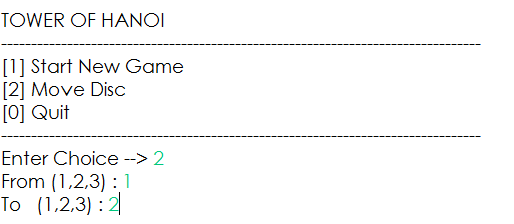 TOWER OF HANOI
--------------------------------------------------------------------------------
[1] Start New Game
[2] Move Disc
[0] Quit
--------------------------------------------------------------------------------
Enter Choice --> 2
From (1,2,3) : 1
To (1,2,3) : 2